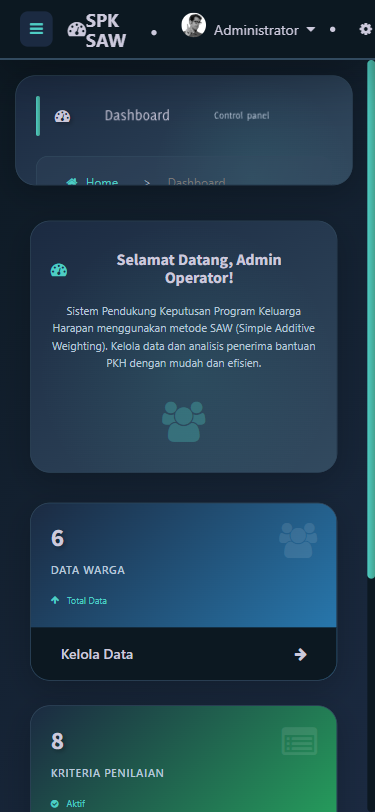 SPK
SAW
Administrator
Dashboard Control panel
Home > Dashboard
Selamat Datang, Admin
Operator!
Sistem Pendukung Keputusan Program Keluarga
Harapan menggunakan metode SAW (Simple Additive
Weighting). Kelola data dan analisis penerima bantuan
PKH dengan mudah dan efisien.
6
DATA WARGA
Total Data
Kelola Data
8
KRITERIA PENILAIAN
Aktif